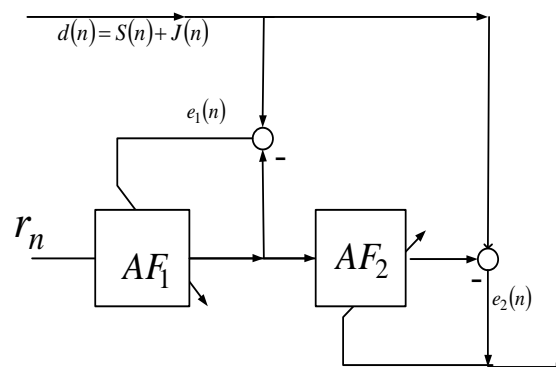 d(n)=S(n)+J(n)
e₁(n)
-
rₙ
AF₁
AF₂
-
e₂(n)